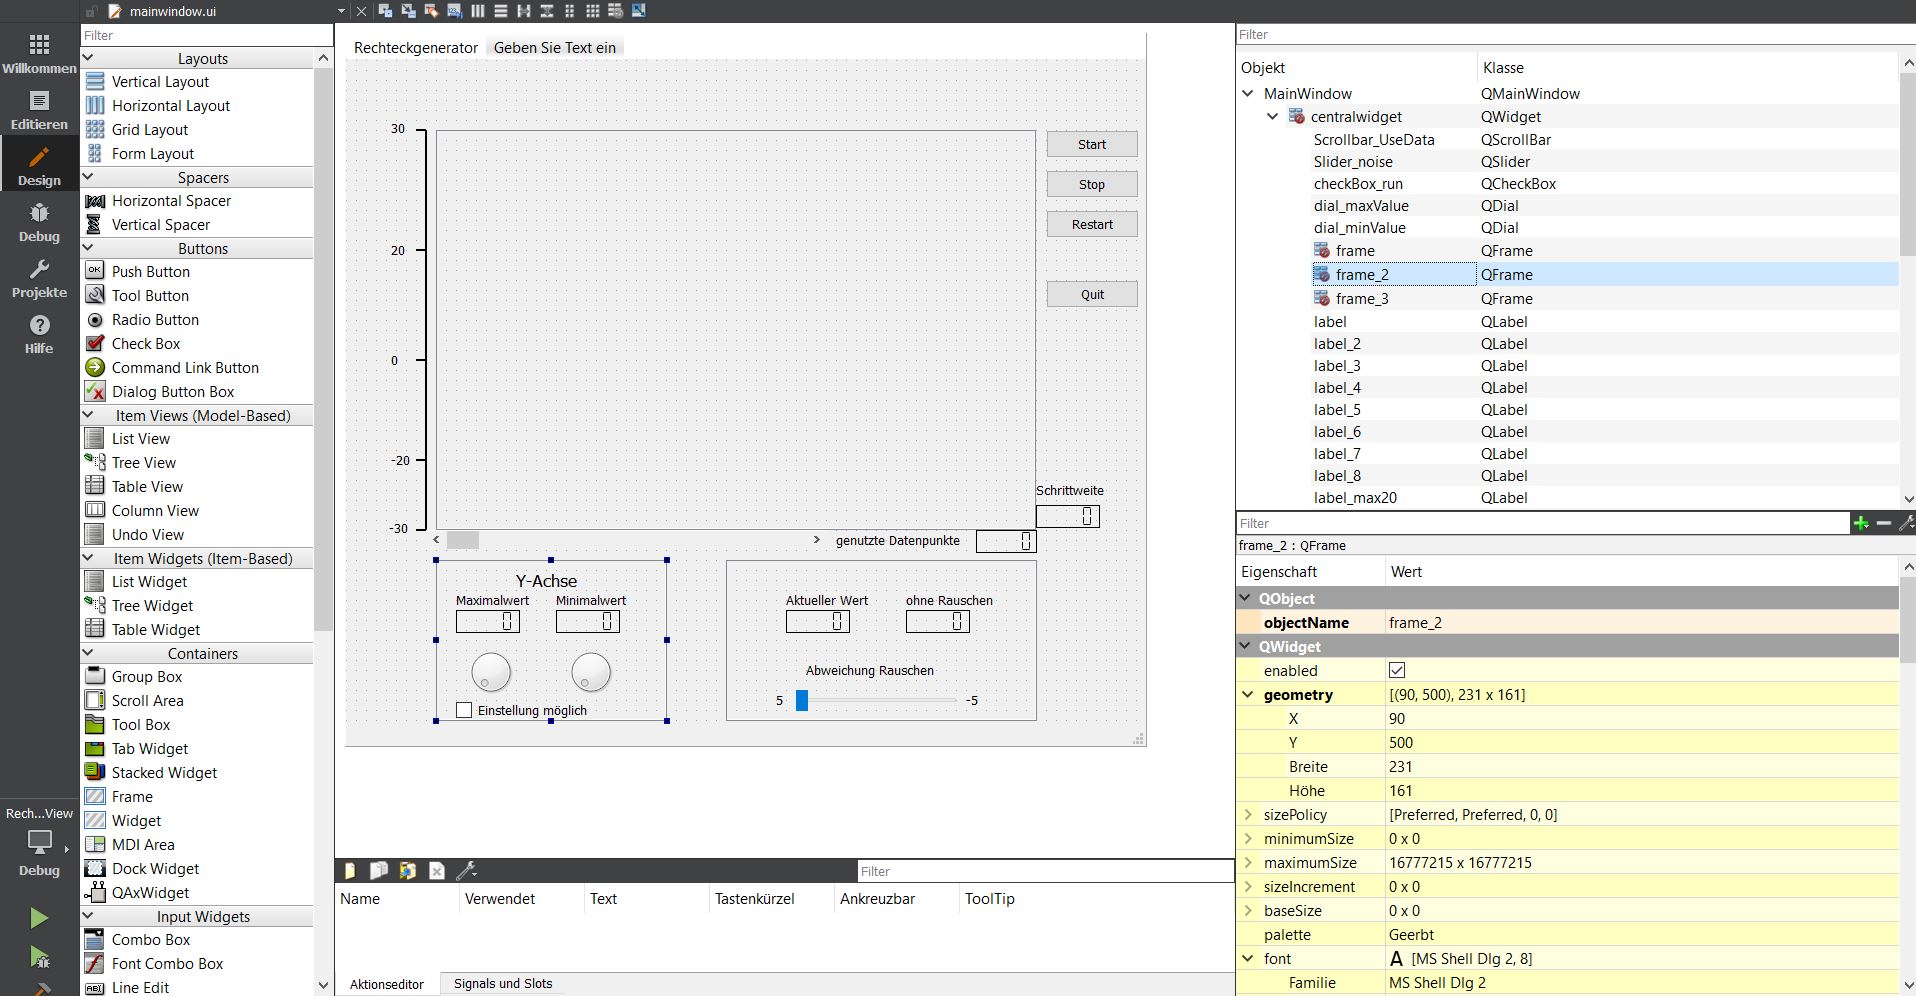 mainwindow.ui
Willkommen
Editieren
Design
Debug
Projekte
Hilfe
Rech...View
Debug
Filter
Layouts
Vertical Layout
Horizontal Layout
Grid Layout
Form Layout
Spacers
Horizontal Spacer
Vertical Spacer
Buttons
OK
Push Button
Tool Button
Radio Button
Check Box
Command Link Button
Dialog Button Box
Item Views (Model-Based)
List View
Tree View
Table View
Column View
Undo View
Item Widgets (Item-Based)
List Widget
Tree Widget
Table Widget
Containers
Group Box
Scroll Area
Tool Box
Tab Widget
Stacked Widget
Frame
Widget
MDI Area
Dock Widget
QAxWidget
Input Widgets
Combo Box
Font Combo Box
Line Edit
Rechteckgenerator Geben Sie Text ein
30
20
0
-20
-30
Start
Stop
Restart
Quit
Schrittweite
0
genutzte Datenpunkte 0
Y-Achse
Maximalwert Minimalwert
0 0
Einstellung möglich
Aktueller Wert ohne Rauschen
0 0
Abweichung Rauschen
5 -5
Filter
Name Verwendet Text Tastenkürzel Ankreuzbar ToolTip
Aktionseditor Signals und Slots
Filter
Objekt Klasse
MainWindow QMainWindow
centralwidget QWidget
Scrollbar_UseData QScrollBar
Slider_noise QSlider
checkBox_run QCheckBox
dial_maxValue QDial
dial_minValue QDial
frame QFrame
frame_2 QFrame
frame_3 QFrame
label QLabel
label_2 QLabel
label_3 QLabel
label_4 QLabel
label_5 QLabel
label_6 QLabel
label_7 QLabel
label_8 QLabel
label_max20 QLabel
Filter
frame_2 : QFrame
Eigenschaft Wert
QObject
objectName frame_2
QWidget
enabled
geometry [(90, 500), 231 x 161]
X 90
Y 500
Breite 231
Höhe 161
sizePolicy [Preferred, Preferred, 0, 0]
minimumSize 0 x 0
maximumSize 16777215 x 16777215
sizeIncrement 0 x 0
baseSize 0 x 0
palette Geerbt
font A [MS Shell Dlg 2, 8]
Familie MS Shell Dlg 2